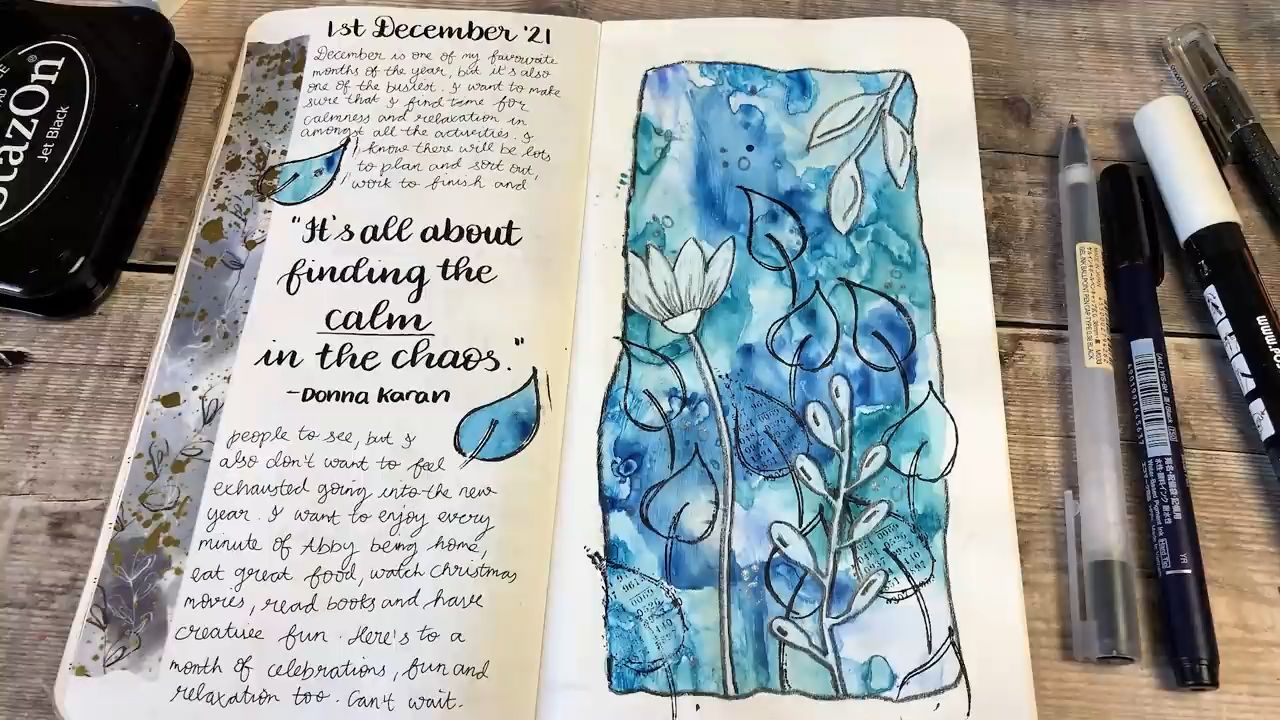 StazOn®
Jet Black
1st December '21
December is one of my favourite
months of the year, but it's also
one of the busiest. I want to make
sure that I find time for
calmness and relaxation in
amongst all the activities. I
know there will be lots
to plan and sort out,
work to finish and
"It's all about
finding the
calm
in the chaos."
-Donna Karan
people to see, but I
also don't want to feel
exhausted going into the new
year. I want to enjoy every
minute of Abby being home,
eat great food, watch Christmas
movies, read books and have
creative fun. Here's to a
month of celebrations, fun and
relaxation too. Can't wait.